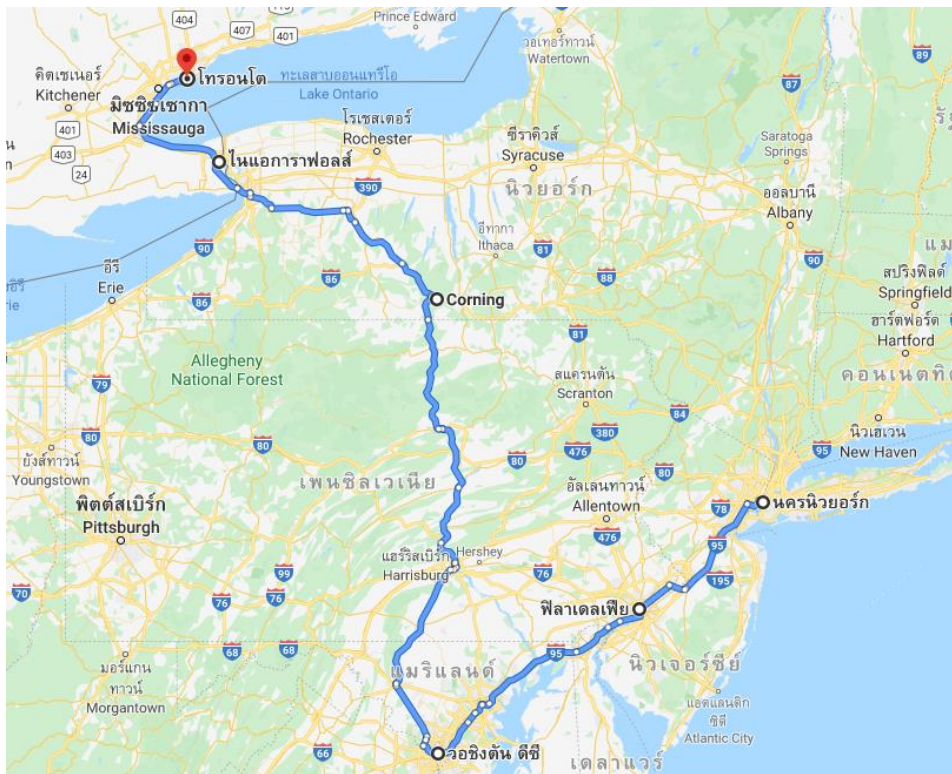 404
407
401
Prince Edward
วอเทอร์ทาวน์
Watertown
87
89
คิตเชเนอร์
Kitchener
โทรอนโต
ทะเลสาบออนแทรีโอ
Lake Ontario
มิซซิซเซากา
Mississauga
401
403
24
โรเชสเตอร์
Rochester
ซีราคิวส์
Syracuse
Saratoga
Springs
ไนแอการาฟอลส์
390
นิวยอร์ก
ออลบานี
Albany
90
อีทากา
Ithaca
81
90
อีรี
Erie
86
86
88
สปริงฟิลด์
Springfield
Corning
ฮาร์ตฟอร์ด
Hartford
81
Allegheny
National Forest
79
สแครนตัน
Scranton
84
คอนเนตทิ
380
476
นิวเฮเวน
New Haven
95
80
80
80
80
ยังส์ทาวน์
Youngstown
เพนซิลเวเนีย
อัลเลนทาวน์
Allentown
78
นครนิวยอร์ก
พิตต์สเบิร์ก
Pittsburgh
476
95
แฮร์ริสเบิร์ก
Harrisburg
Hershey
99
76
195
70
76
76
ฟิลาเดลเฟีย
68
68
95
นิวเจอร์ซีย์
มอร์แกน
ทาวน์
Morgantown
แมริแลนด์
แอตแลนติก
ซิตี
Atlantic City
วอชิงตัน ดีซี
66
เดลาแวร์